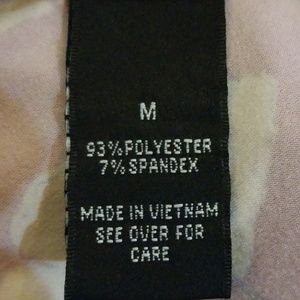 M
93%POLYESTER
7%SPANDEX
MADE IN VIETNAM
SEE OVER FOR
CARE